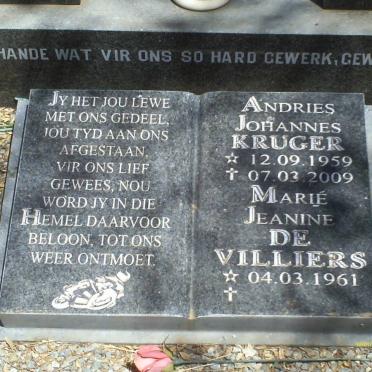 HANDE WAT VIR ONS SO HARD GEWERK, GEW
JY HET JOU LEWE
MET ONS GEDEEL,
JOU TYD AAN ONS
AFGESTAAN,
VIR ONS LIEF
GEWEES, NOU
WORD JY IN DIE
HEMEL DAARVOOR
BELOON, TOT ONS
WEER ONTMOET.
ANDRIES
JOHANNES
KRUGER
☆ 12.09.1959
✝ 07.03.2009
MARIÉ
JEANINE
DE
VILLIERS
☆ 04.03.1961
✝